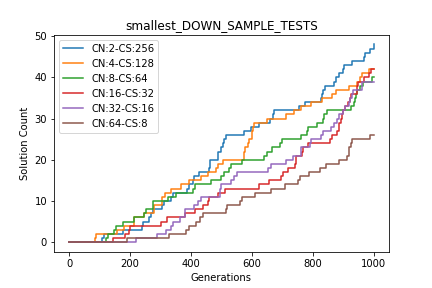 smallest_DOWN_SAMPLE_TESTS
CN:2-CS:256
CN:4-CS:128
CN:8-CS:64
CN:16-CS:32
CN:32-CS:16
CN:64-CS:8
Solution Count
50
40
30
20
10
0
0 200 400 600 800 1000
Generations